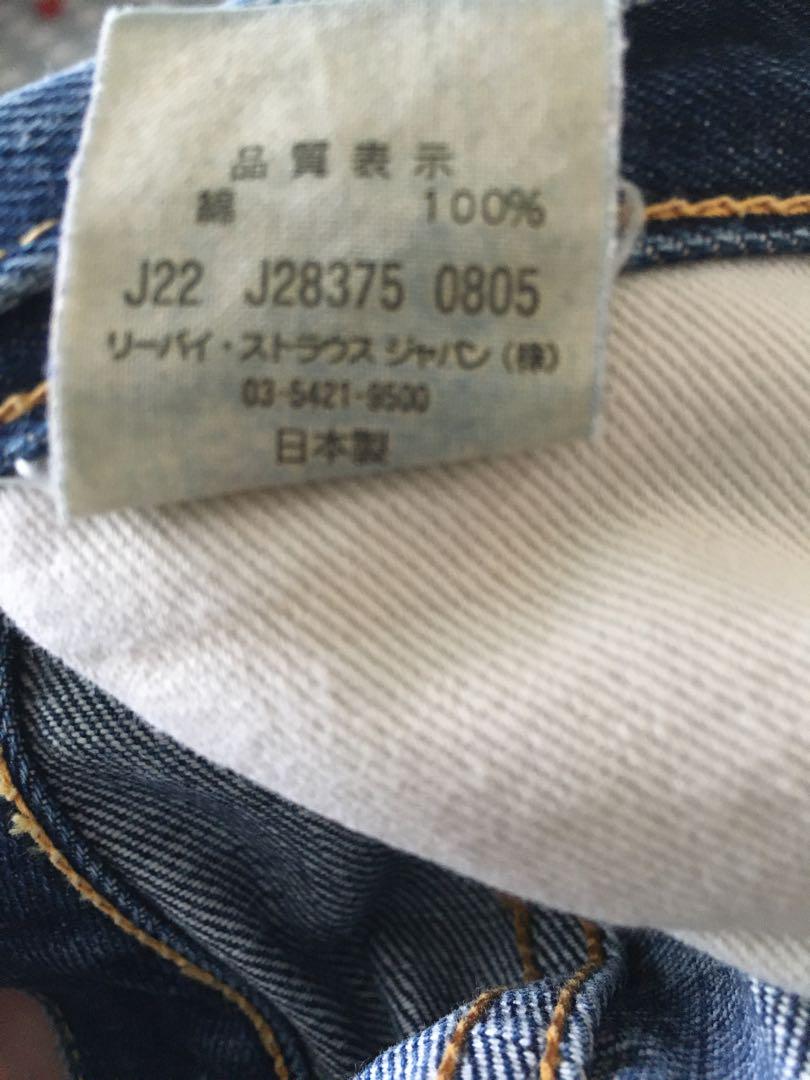 品質表示
綿 100%
J22 J28375 0805
リーバイ・ストラウス ジャパン(株)
03-5421-9500
日本製